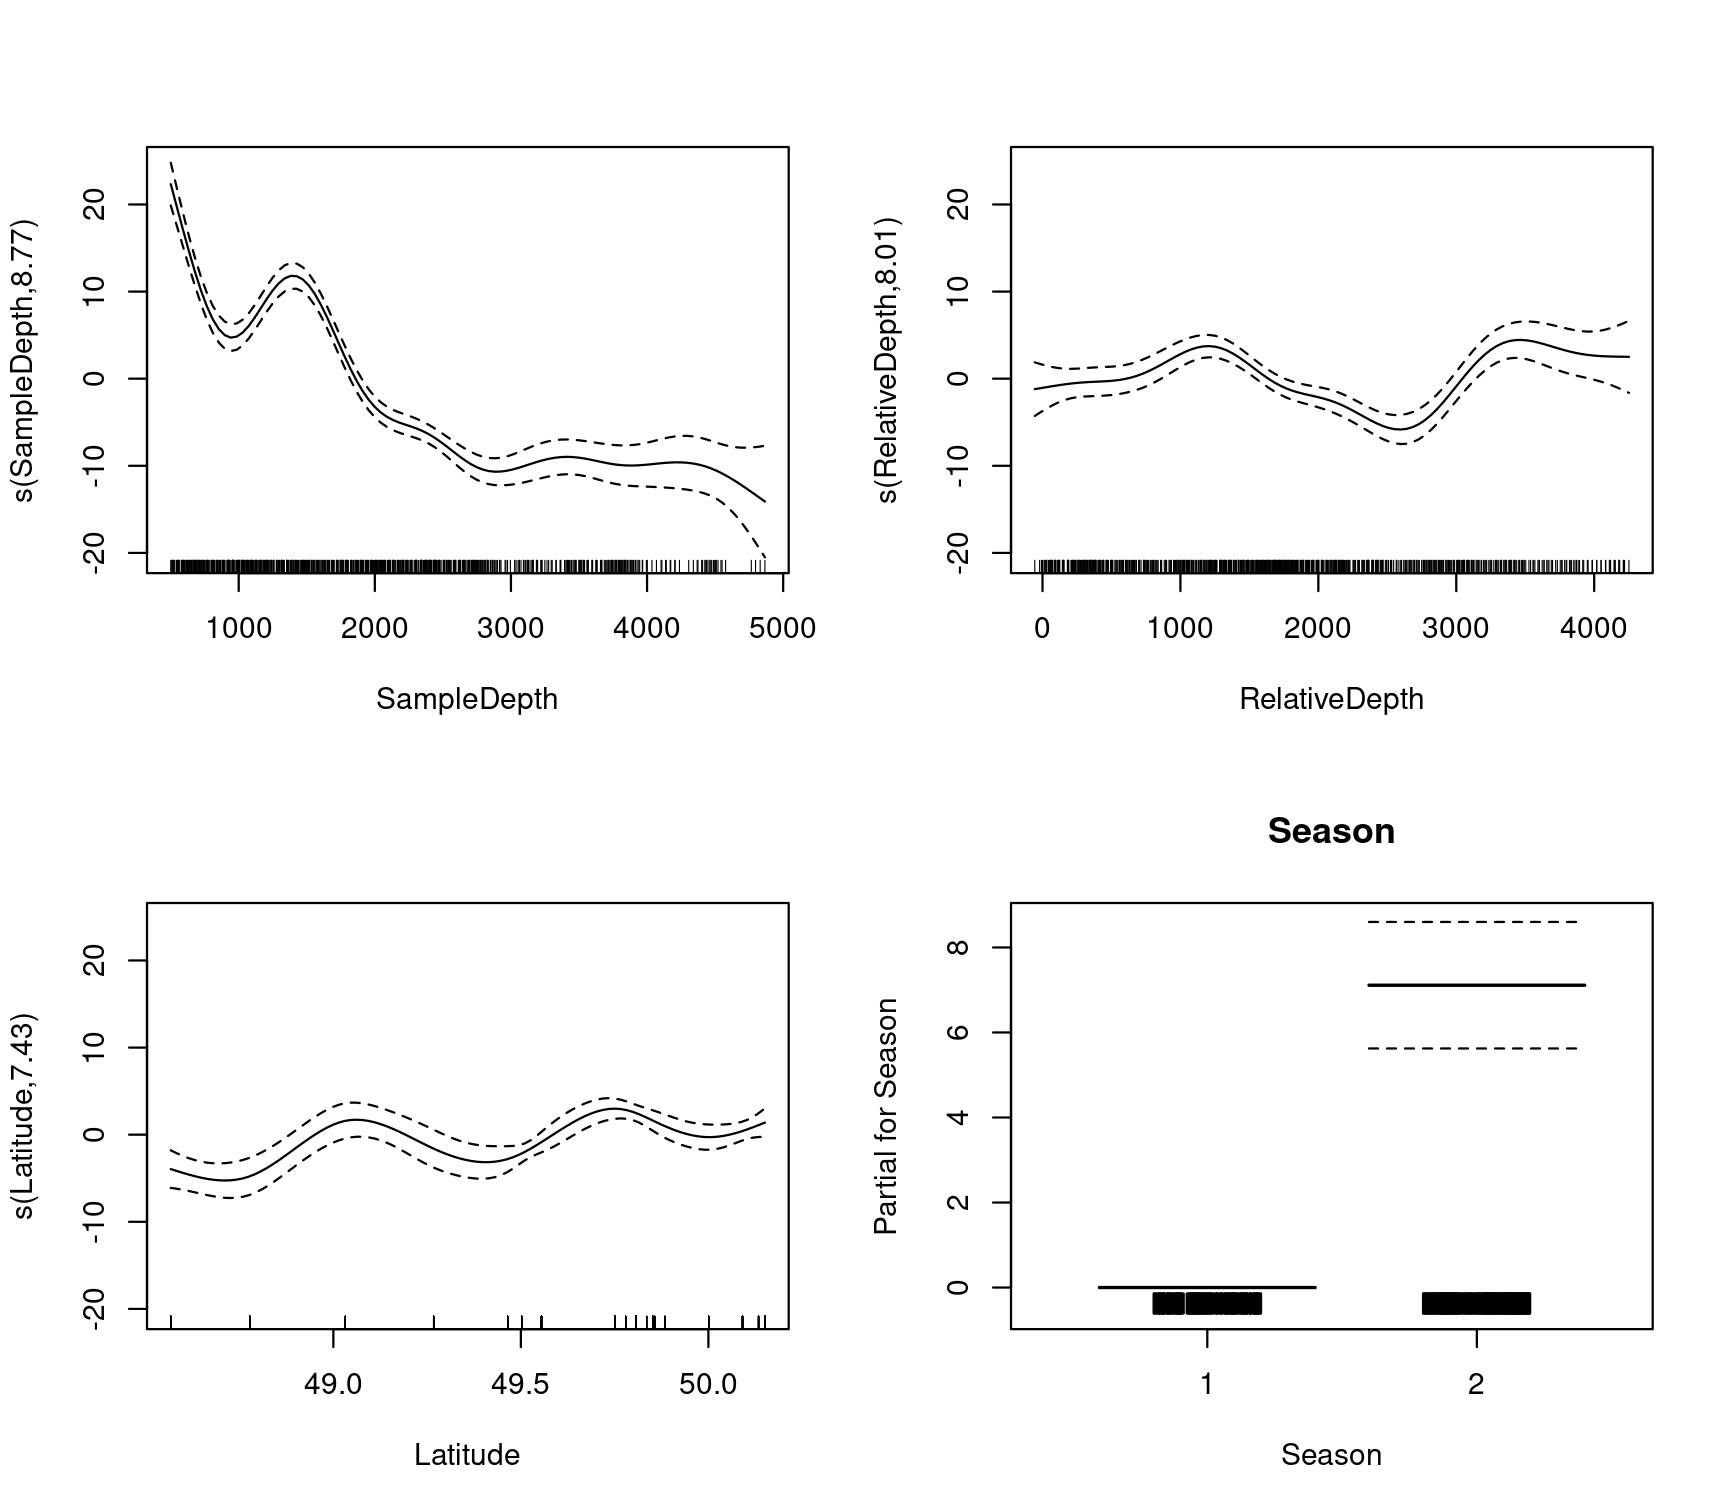 s(SampleDepth,8.77)
20
10
0
-10
-20
1000 2000 3000 4000 5000
SampleDepth
s(RelativeDepth,8.01)
20
10
0
-10
-20
0 1000 2000 3000 4000
RelativeDepth
s(Latitude,7.43)
20
10
0
-10
-20
49.0 49.5 50.0
Latitude
Season
Partial for Season
8
6
4
2
0
1 2
Season